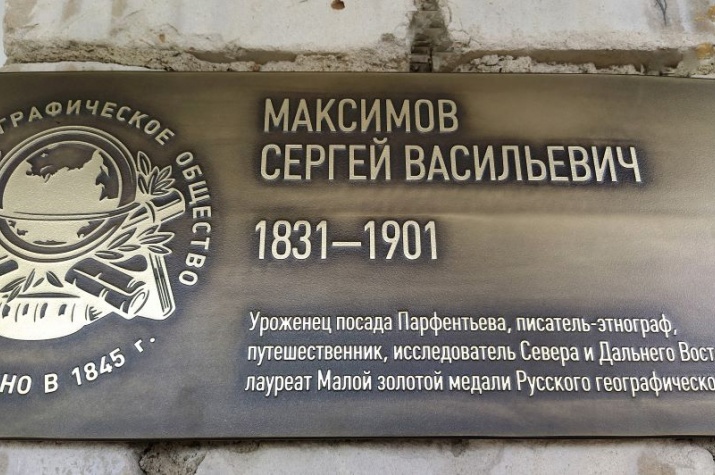 ГРАФИЧЕСКОЕ ОБЩЕСТВО
НО В 1845 г.
МАКСИМОВ
СЕРГЕЙ ВАСИЛЬЕВИЧ
1831–1901
Уроженец посада Парфентьева, писатель-этнограф,
путешественник, исследователь Севера и Дальнего Вост
лауреат Малой золотой медали Русского географическо